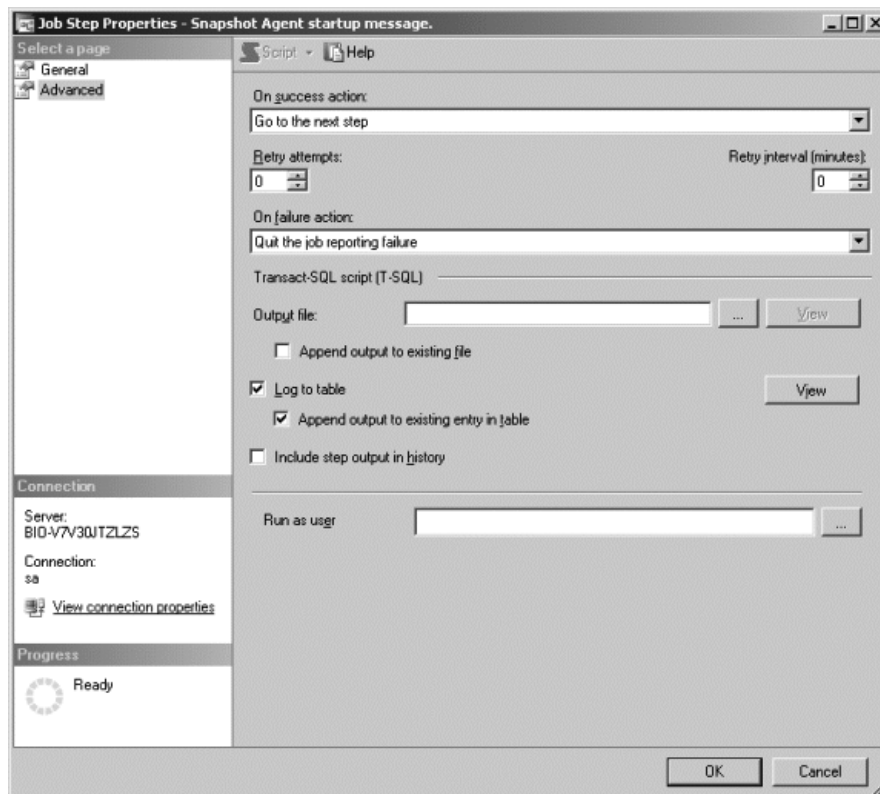 Job Step Properties - Snapshot Agent startup message.
Select a page
General
Advanced
Script
Help
On success action:
Go to the next step
Retry attempts:
Retry interval (minutes):
0
0
On failure action:
Quit the job reporting failure
Transact-SQL script (T-SQL)
Output file:
...
View
Append output to existing file
Log to table
View
Append output to existing entry in table
Include step output in history
Run as user
...
Connection
Server:
BIO-V7V30JTZLZS
Connection:
sa
View connection properties
Progress
Ready
OK
Cancel